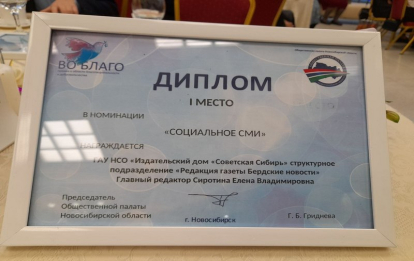 ВО БЛАГО
ДИПЛОМ
I МЕСТО
В НОМИНАЦИИ
«СОЦИАЛЬНОЕ СМИ»
НАГРАЖДАЕТСЯ
ГАУ НСО «Издательский дом «Советская Сибирь» структурное
подразделение «Редакция газеты Бердские новости»
Главный редактор Сиротина Елена Владимировна
Председатель
Общественной палаты
Новосибирской области
г. Новосибирск
Г. Б. Гриднева